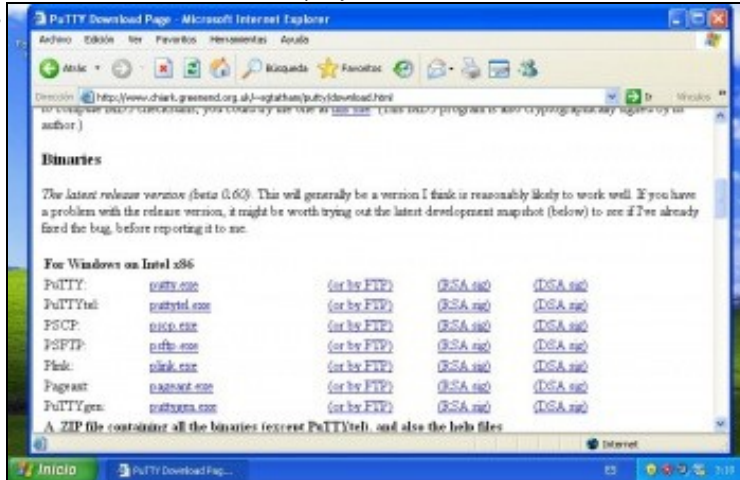 PuTTY Download Page - Microsoft Internet Explorer
Archivo Edición Ver Favoritos Herramientas Ayuda
Atrás Búsqueda Favoritos
Dirección http://www.chiark.greenend.org.uk/~sgtatham/putty/download.html Ir Vínculos
author.)
Binaries
The latest release version (beta 0.60). This will generally be a version I think is reasonably likely to work well. If you have
a problem with the release version, it might be worth trying out the latest development snapshot (below) to see if I've already
fixed the bug, before reporting it to me.
For Windows on Intel x86
PuTTY: putty.exe (or by FTP) (RSA sig) (DSA sig)
PuTTYtel: puttytel.exe (or by FTP) (RSA sig) (DSA sig)
PSCP: pscp.exe (or by FTP) (RSA sig) (DSA sig)
PSFTP: psftp.exe (or by FTP) (RSA sig) (DSA sig)
Plink: plink.exe (or by FTP) (RSA sig) (DSA sig)
Pageant: pageant.exe (or by FTP) (RSA sig) (DSA sig)
PuTTYgen: puttygen.exe (or by FTP) (RSA sig) (DSA sig)
A .ZIP file containing all the binaries (except PuTTYtel), and also the help files
Internet
Inicio PuTTY Download Pag... ES